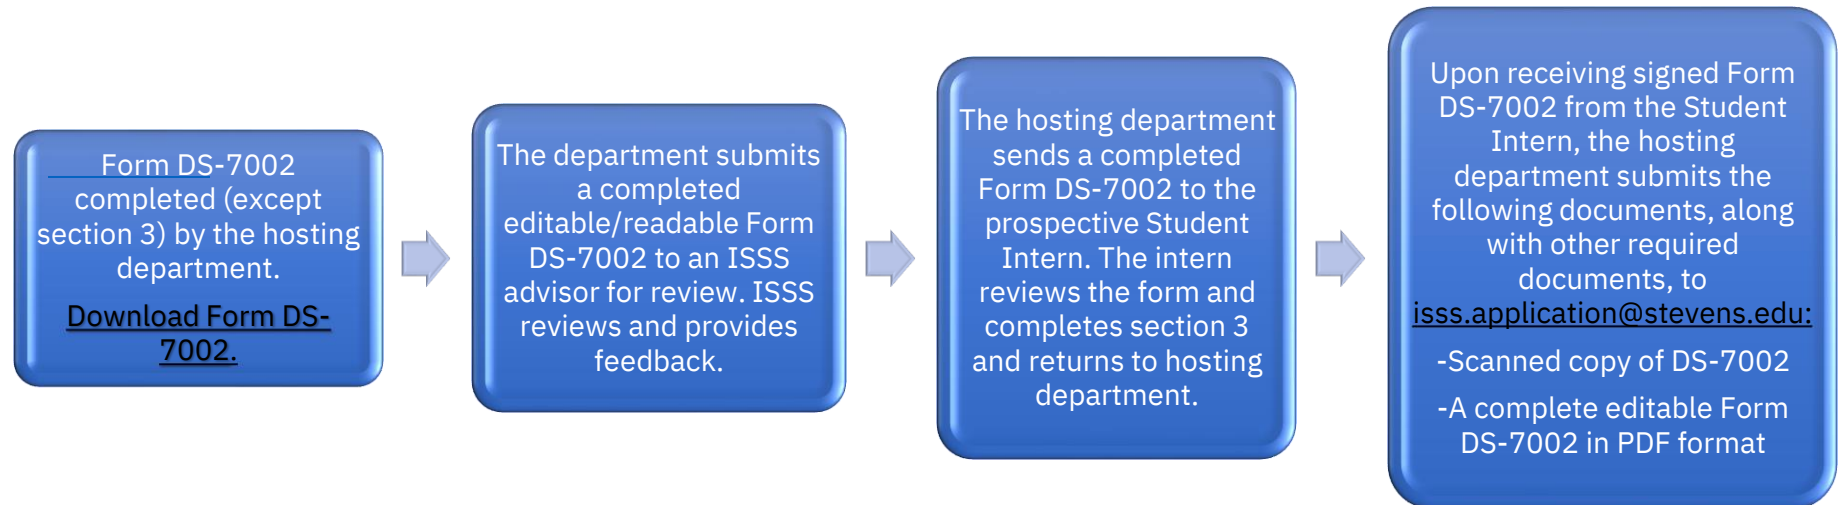 Form DS-7002
completed (except
section 3) by the hosting
department.
Download Form DS-
7002.
The department submits
a completed
editable/readable Form
DS-7002 to an ISSS
advisor for review. ISSS
reviews and provides
feedback.
The hosting department
sends a completed
Form DS-7002 to the
prospective Student
Intern. The intern
reviews the form and
completes section 3
and returns to hosting
department.
Upon receiving signed Form
DS-7002 from the Student
Intern, the hosting
department submits the
following documents, along
with other required
documents, to
isss.application@stevens.edu:
-Scanned copy of DS-7002
-A complete editable Form
DS-7002 in PDF format